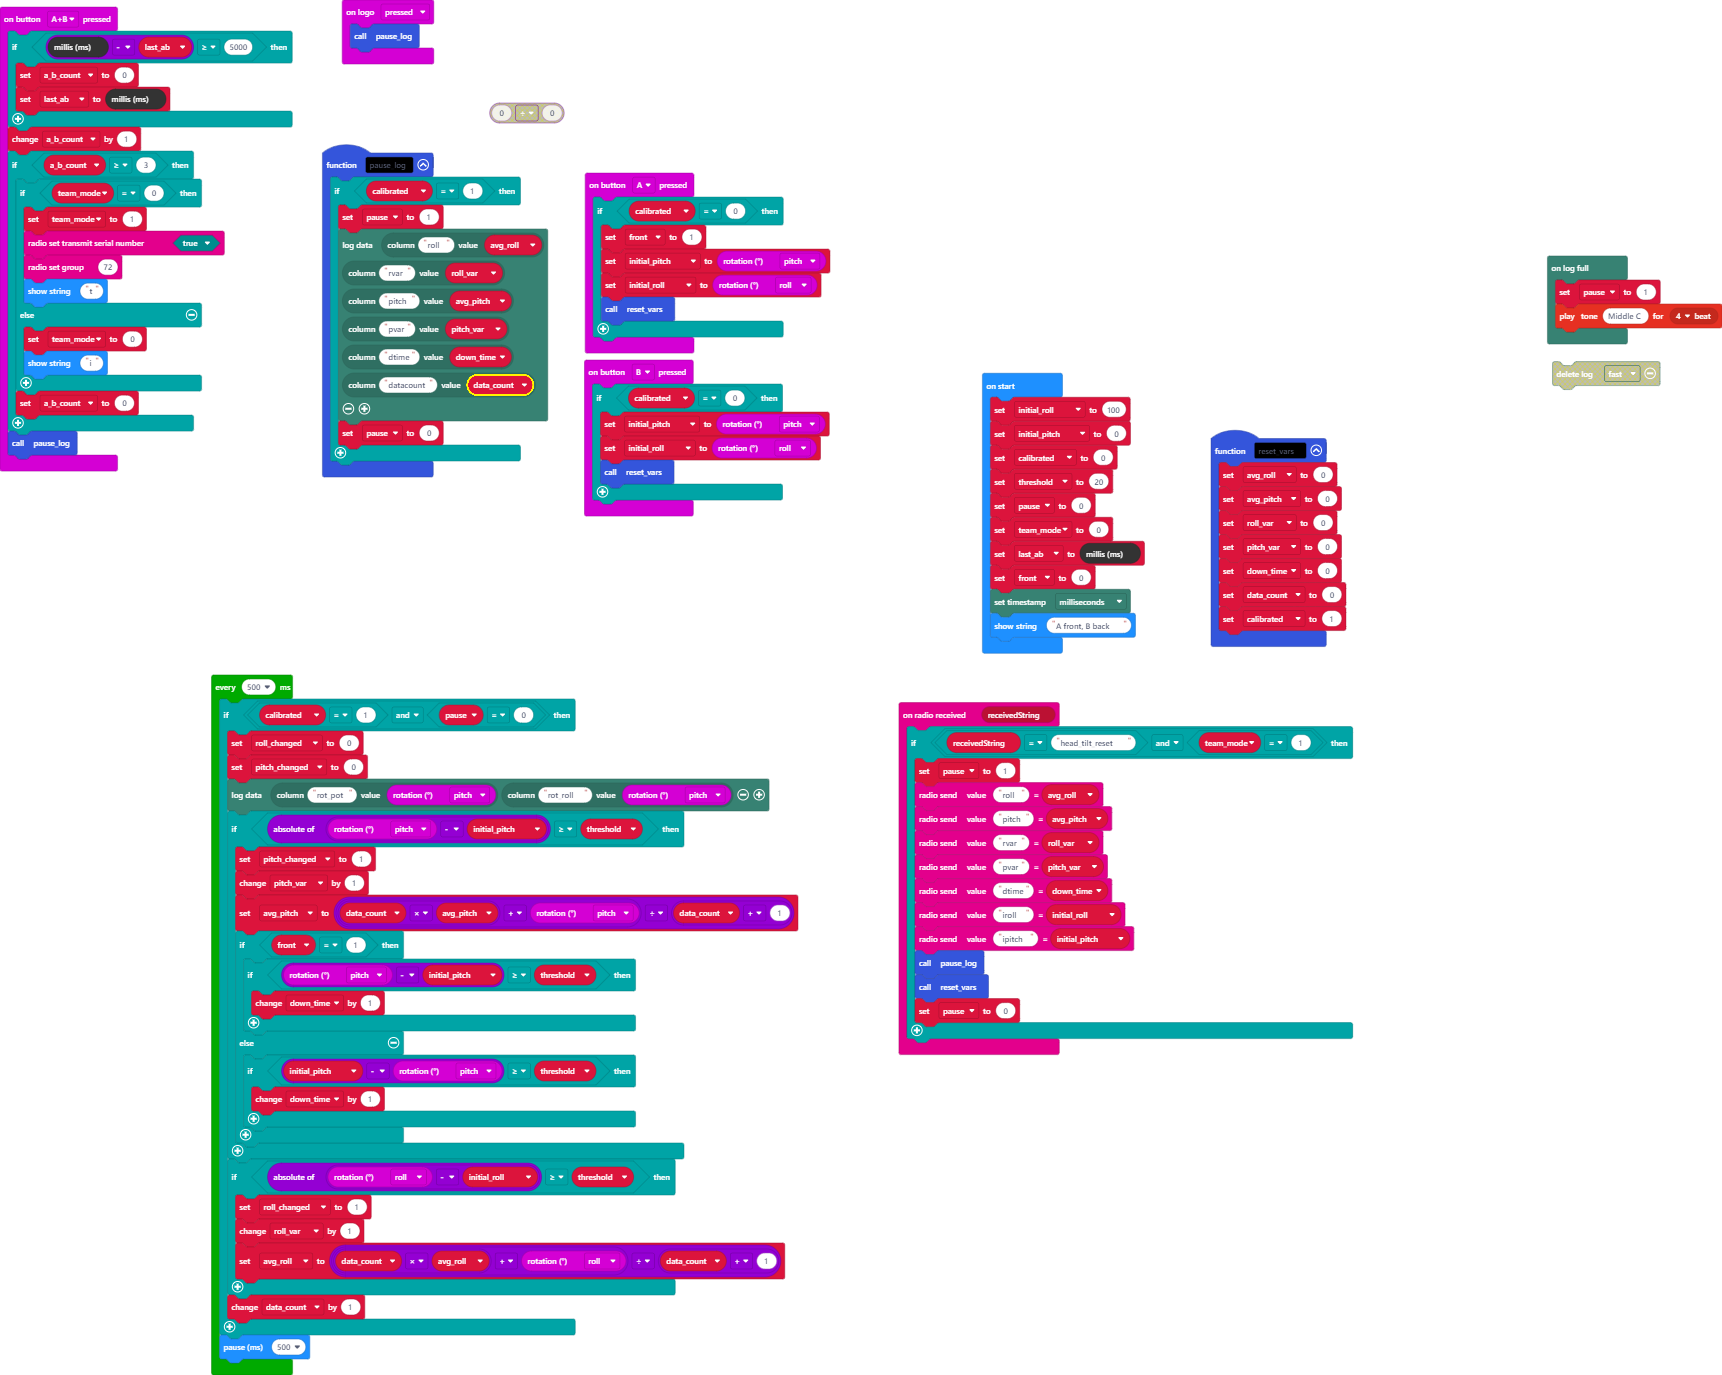 on button A+B pressed
if millis (ms) - last_ab ≥ 5000 then
set a_b_count to 0
set last_ab to millis (ms)
change a_b_count by 1
if a_b_count ≥ 3 then
if team_mode = 0 then
set team_mode to 1
radio set transmit serial number true
radio set group 72
show string "t"
else
set team_mode to 0
show string "i"
set a_b_count to 0
call pause_log
on logo pressed
call pause_log
0 + 0
function pause_log
if calibrated = 1 then
set pause to 1
log data column "roll" value avg_roll
column "rvar" value roll_var
column "pitch" value avg_pitch
column "pvar" value pitch_var
column "dtime" value down_time
column "datacount" value data_count
set pause to 0
on button A pressed
if calibrated = 0 then
set front to 1
set initial_pitch to rotation (°) pitch
set initial_roll to rotation (°) roll
call reset_vars
on button B pressed
if calibrated = 0 then
set initial_pitch to rotation (°) pitch
set initial_roll to rotation (°) roll
call reset_vars
on start
set initial_roll to 100
set initial_pitch to 0
set calibrated to 0
set threshold to 20
set pause to 0
set team_mode to 0
set last_ab to millis (ms)
set front to 0
set timestamp milliseconds
show string "A front, B back"
function reset_vars
set avg_roll to 0
set avg_pitch to 0
set roll_var to 0
set pitch_var to 0
set down_time to 0
set data_count to 0
set calibrated to 1
on log full
set pause to 1
play tone Middle C for 4 beat
delete log fast
every 500 ms
if calibrated = 1 and pause = 0 then
set roll_changed to 0
set pitch_changed to 0
log data column "rot_pot" value rotation (°) pitch column "rot_roll" value rotation (°) pitch
if absolute of rotation (°) pitch - initial_pitch ≥ threshold then
set pitch_changed to 1
change pitch_var by 1
set avg_pitch to data_count × avg_pitch + rotation (°) pitch ÷ data_count + 1
if front = 1 then
if rotation (°) pitch - initial_pitch ≥ threshold then
change down_time by 1
else
if initial_pitch - rotation (°) pitch ≥ threshold then
change down_time by 1
if absolute of rotation (°) roll - initial_roll ≥ threshold then
set roll_changed to 1
change roll_var by 1
set avg_roll to data_count × avg_roll + rotation (°) roll ÷ data_count + 1
change data_count by 1
pause (ms) 500
on radio received receivedString
if receivedString = "head_tilt_reset" and team_mode = 1 then
set pause to 1
radio send value "roll" = avg_roll
radio send value "pitch" = avg_pitch
radio send value "rvar" = roll_var
radio send value "pvar" = pitch_var
radio send value "dtime" = down_time
radio send value "iroll" = initial_roll
radio send value "ipitch" = initial_pitch
call pause_log
call reset_vars
set pause to 0